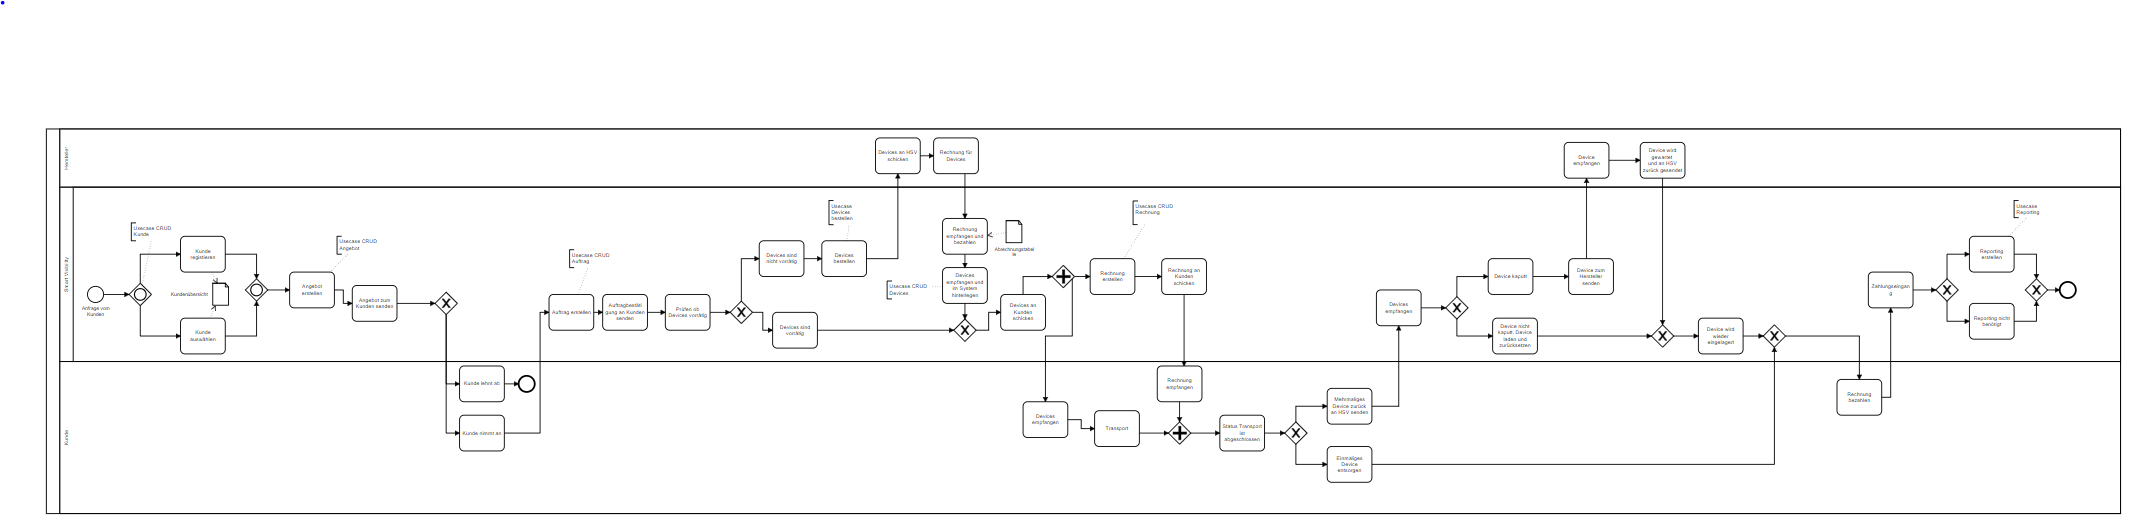 Hersteller
Smart Visibility
Kunde
Anfrage vom
Kunden
Usecase CRUD
Kunde
Kunde
registrieren
Kundenübersicht
Kunde
auswählen
Usecase CRUD
Angebot
Angebot
erstellen
Angebot zum
Kunden senden
Kunde lehnt ab
Kunde nimmt an
Usecase CRUD
Auftrag
Auftrag erstellen
Auftragbestäti
gung an Kunden
senden
Prüfen ob
Devices vorrätig
Devices sind
nicht vorrätig
Devices sind
vorrätig
Usecase
Devices
bestellen
Devices
bestellen
Devices an HSV
schicken
Rechnung für
Devices
Rechnung
empfangen und
bezahlen
Abrechnungstabel
le
Usecase CRUD
Devices
Devices
empfangen und
im System
hinterlegen
Devices an
Kunden
schicken
Usecase CRUD
Rechnung
Rechnung
erstellen
Rechnung an
Kunden
schicken
Devices
empfangen
Transport
Rechnung
empfangen
Status Transport
ist
abgeschlossen
Mehrmaliges
Device zurück
an HSV senden
Einmaliges
Device
entsorgen
Devices
empfangen
Device kaputt
Device nicht
kaputt. Device
laden und
zurücksetzen
Device zum
Hersteller
senden
Device
empfangen
Device wird
gewartet
und an HSV
zurück gesendet
Device wird
wieder
eingelagert
Rechnung
bezahlen
Zahlungseingan
g
Usecase
Reporting
Reporting
erstellen
Reporting nicht
benötigt